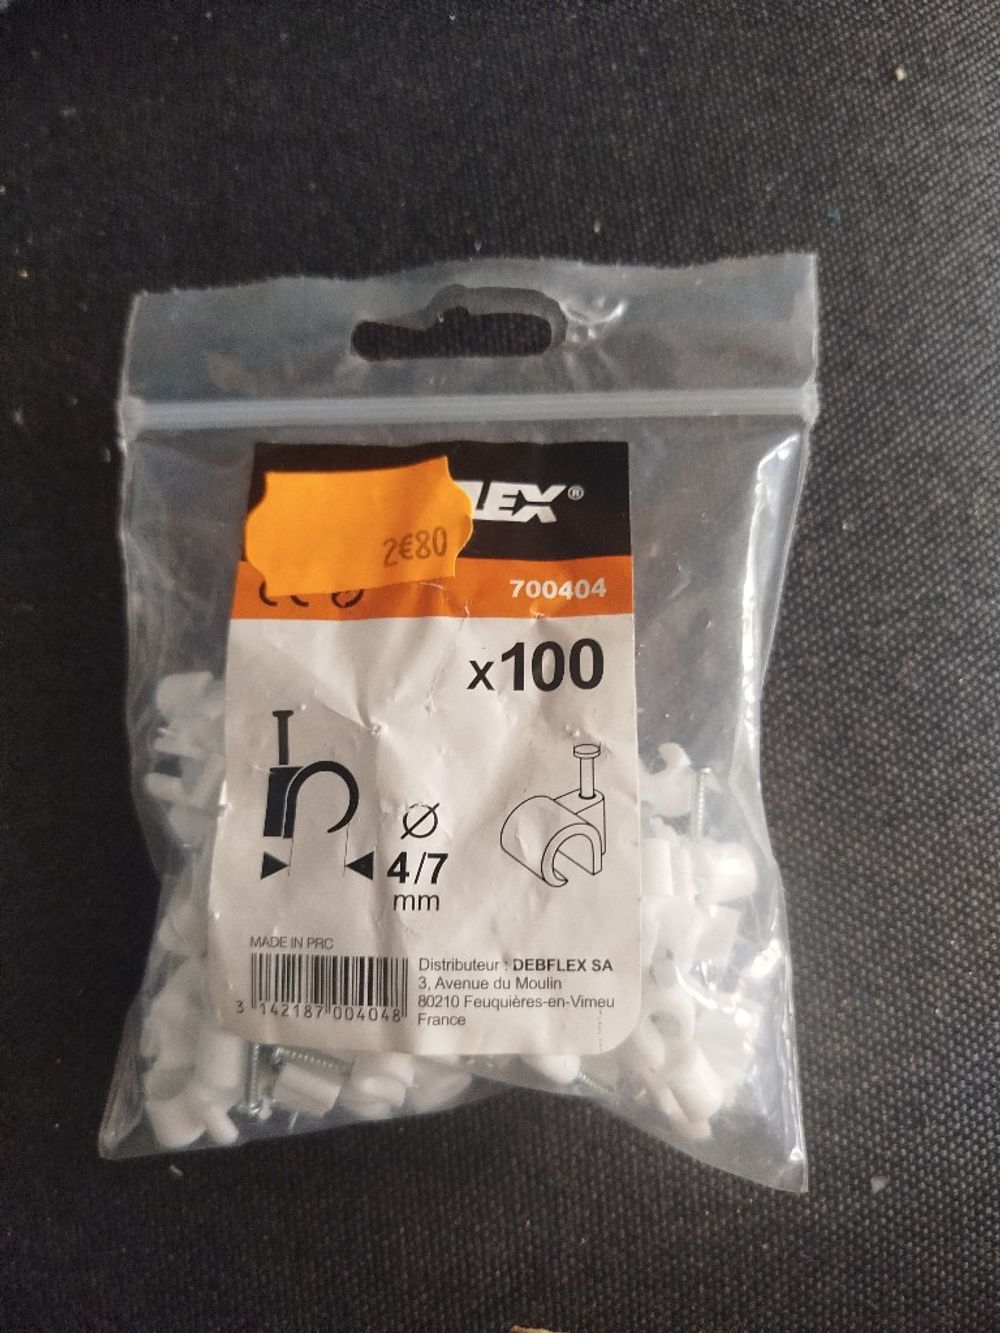 LEX®
2€80
700404
x100
Ø
4/7
mm
MADE IN PRC
Distributeur : DEBFLEX SA
3, Avenue du Moulin
80210 Feuquières-en-Vimeu
France
3 142187 004048